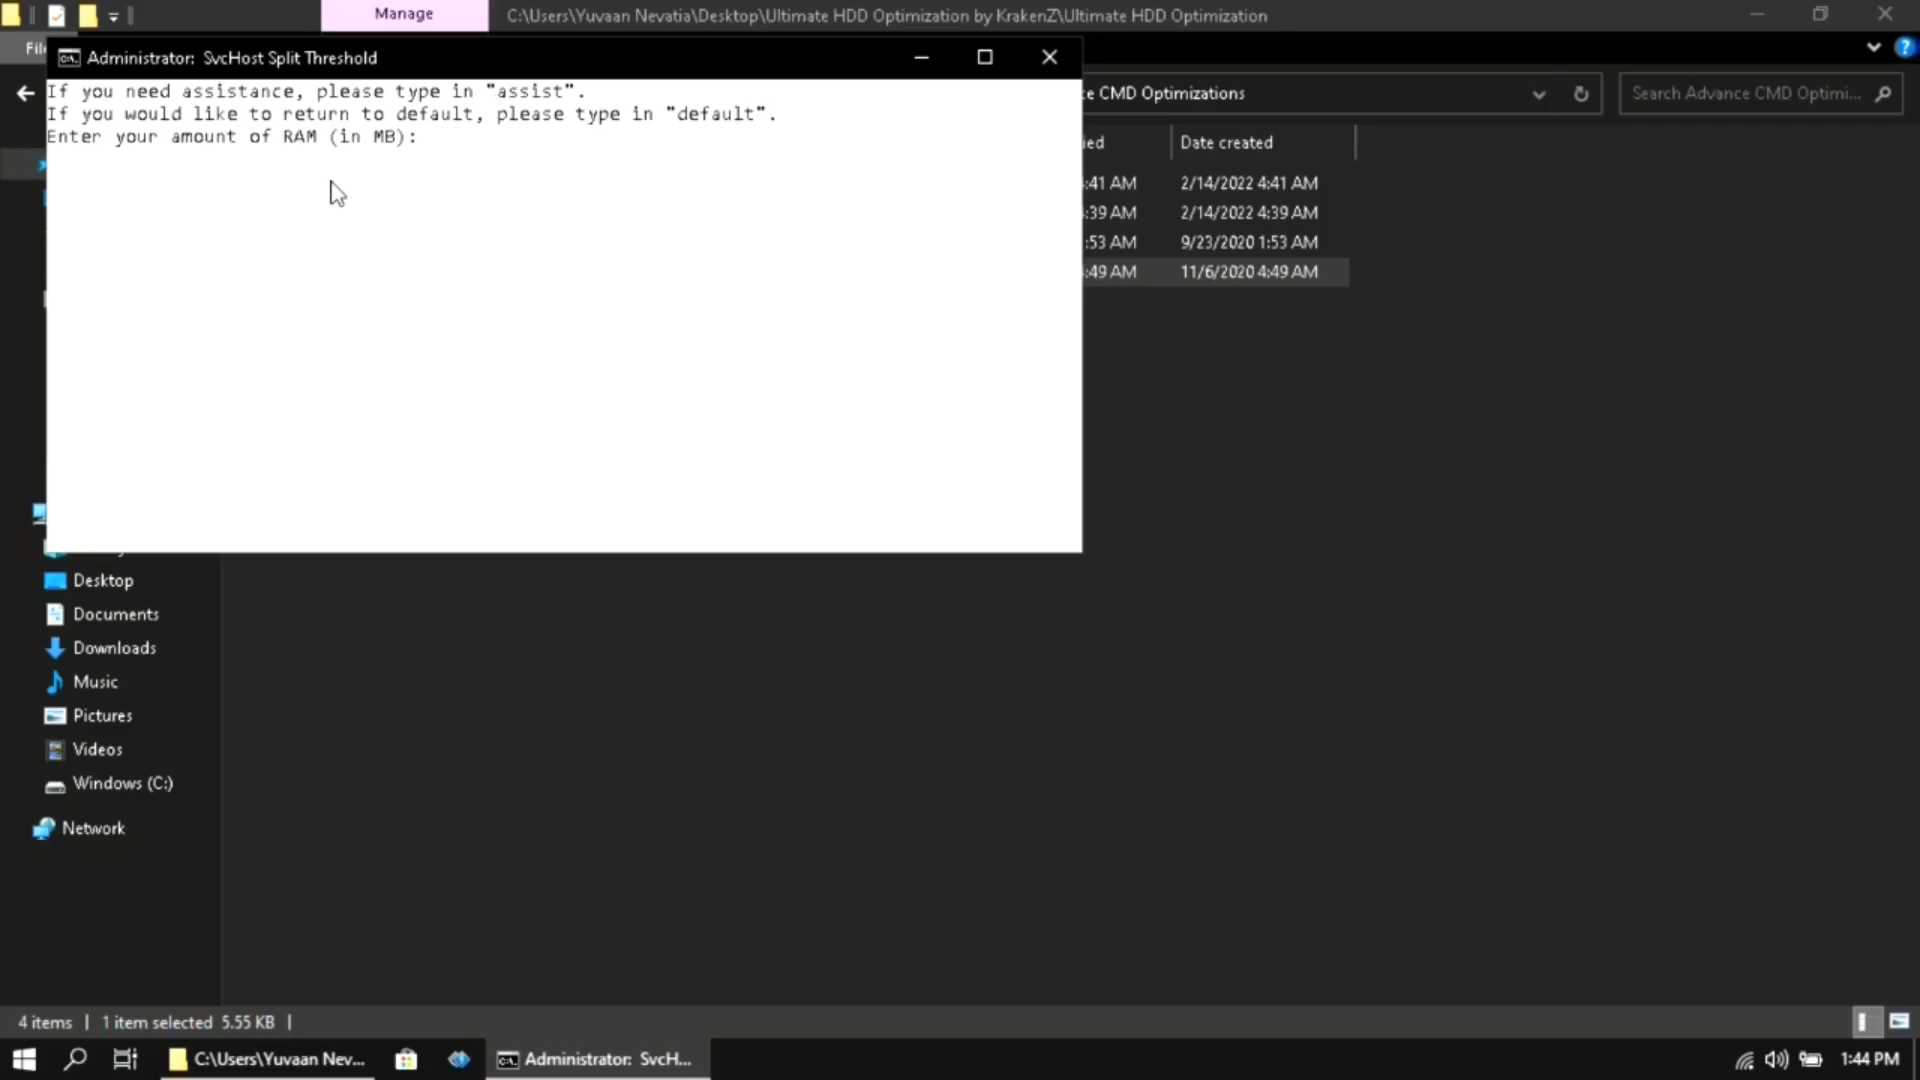 Manage
C:\Users\Yuvaan Nevatia\Desktop\Ultimate HDD Optimization by KrakenZ\Ultimate HDD Optimization
Administrator:  SvcHost Split Threshold
If you need assistance, please type in "assist".
If you would like to return to default, please type in "default".
Enter your amount of RAM (in MB):
CMD Optimizations
Search Advance CMD Optimi...
Date created
:41 AM 2/14/2022 4:41 AM
:39 AM 2/14/2022 4:39 AM
:53 AM 9/23/2020 1:53 AM
:49 AM 11/6/2020 4:49 AM
Desktop
Documents
Downloads
Music
Pictures
Videos
Windows (C:)
Network
4 items | 1 item selected 5.55 KB |
C:\Users\Yuvaan Nev...
Administrator:  SvcH...
1:44 PM